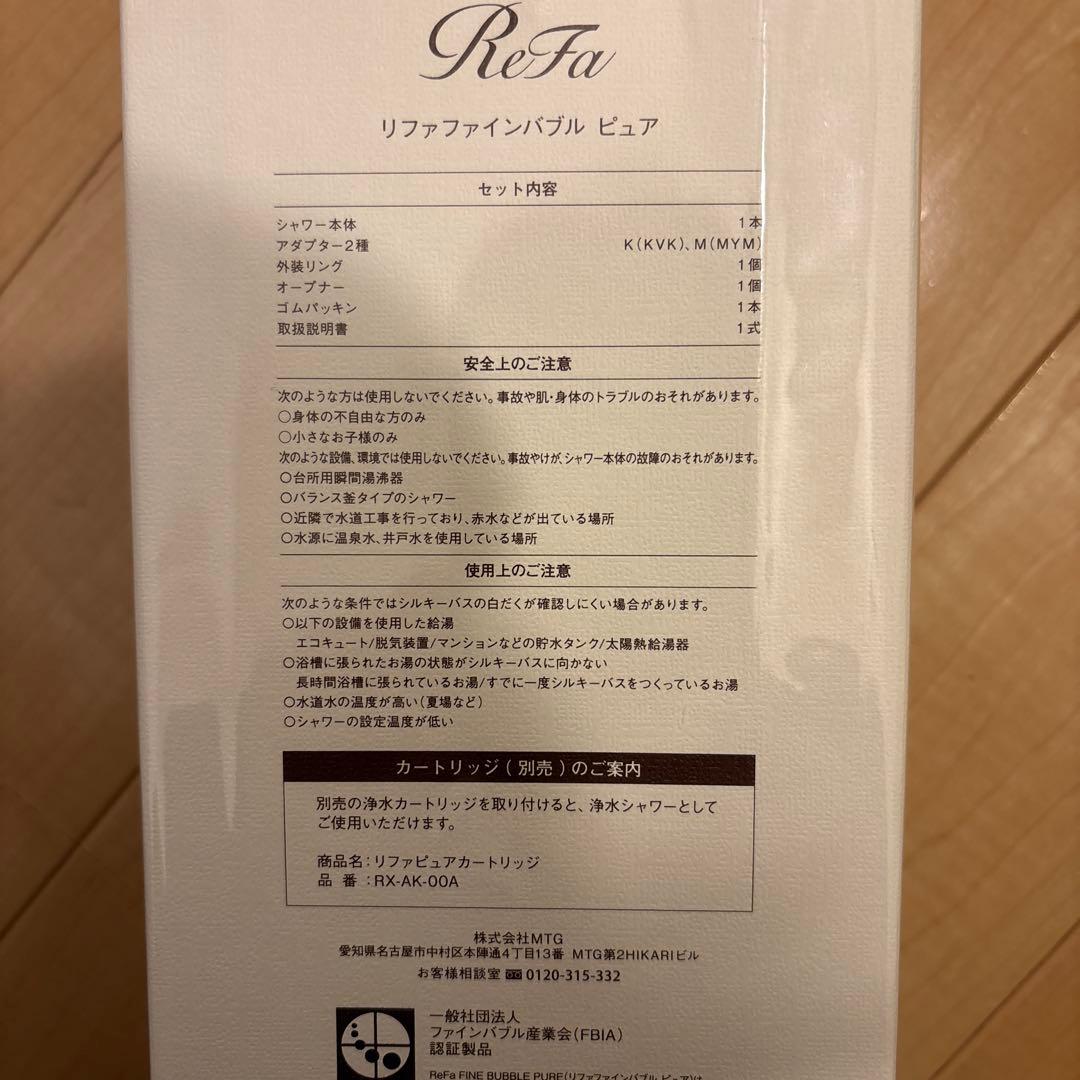 ReFa
リファファインバブル ピュア
セット内容
シャワー本体 1本
アダプター2種 K(KVK)、M(MYM)
外装リング 1個
オープナー 1個
ゴムパッキン 1本
取扱説明書 1式
安全上のご注意
次のような方は使用しないでください。事故や肌・身体のトラブルのおそれがあります。
○身体の不自由な方のみ
○小さなお子様のみ
次のような設備、環境では使用しないでください。事故やけが、シャワー本体の故障のおそれがあります。
○台所用瞬間湯沸器
○バランス釜タイプのシャワー
○近隣で水道工事を行っており、赤水などが出ている場所
○水源に温泉水、井戸水を使用している場所
使用上のご注意
次のような条件ではシルキーバスの白だくが確認しにくい場合があります。
○以下の設備を使用した給湯
エコキュート/脱気装置/マンションなどの貯水タンク/太陽熱給湯器
○浴槽に張られたお湯の状態がシルキーバスに向かない
長時間浴槽に張られているお湯/すでに一度シルキーバスをつくっているお湯
○水道水の温度が高い(夏場など)
○シャワーの設定温度が低い
カートリッジ(別売)のご案内
別売の浄水カートリッジを取り付けると、浄水シャワーとして
ご使用いただけます。
商品名:リファピュアカートリッジ
品 番:RX-AK-00A
株式会社MTG
愛知県名古屋市中村区本陣通4丁目13番 MTG第2HIKARIビル
お客様相談室 0120-315-332
一般社団法人
ファインバブル産業会(FBIA)
認証製品
ReFa FINE BUBBLE PURE(リファファインバブル ピュア)は